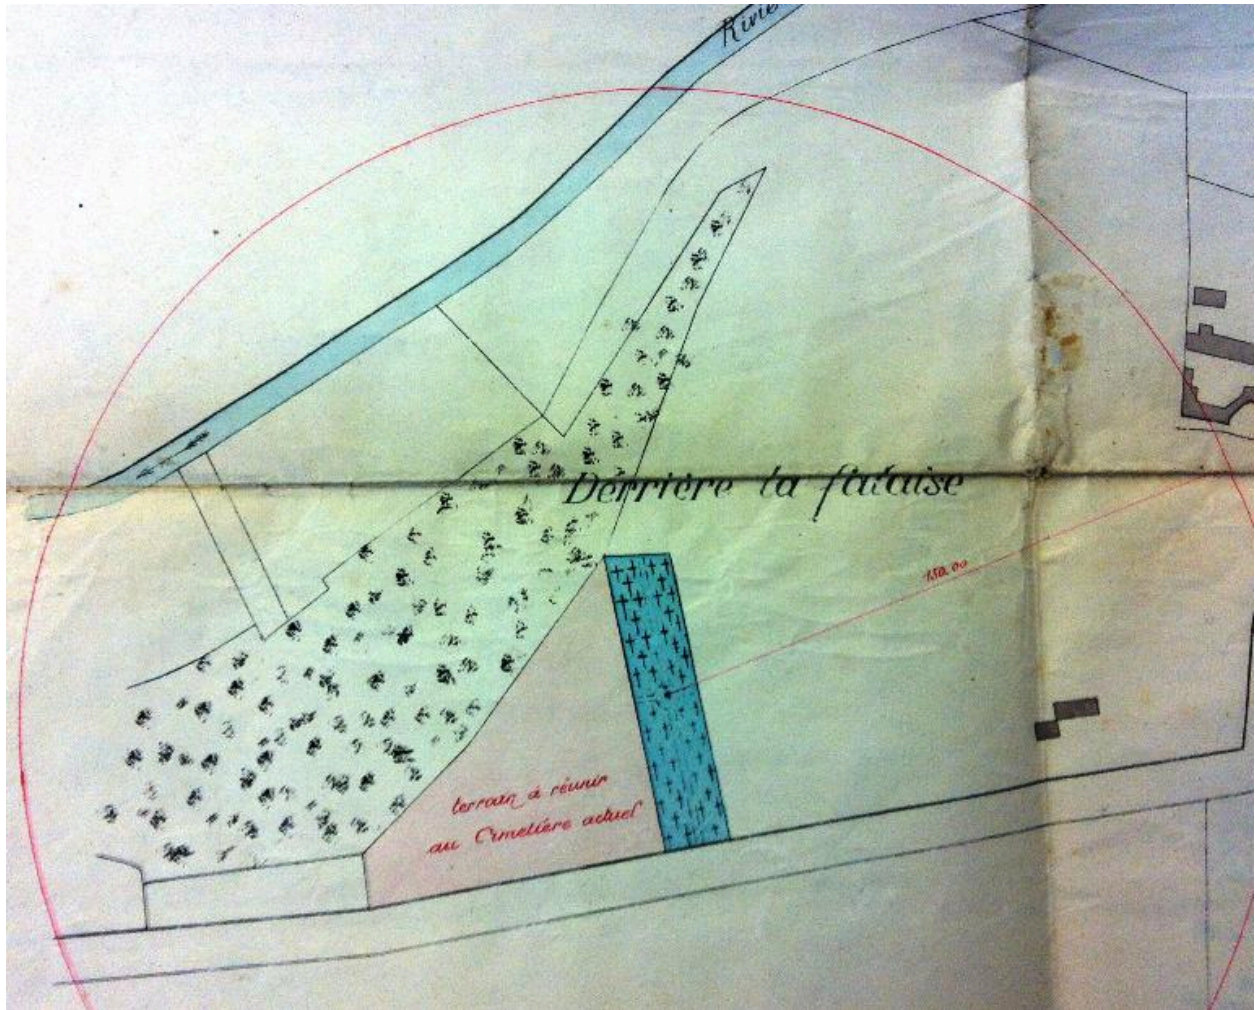 Derrière la falaise
150.00
terrain à réunir
au Cimetière actuel